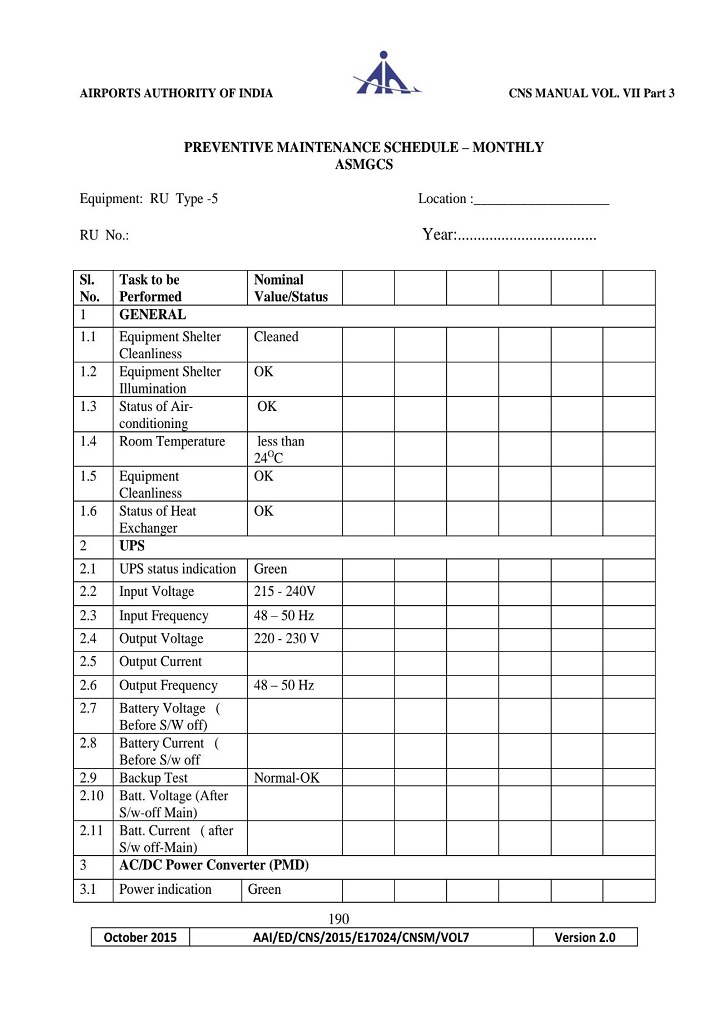 AIRPORTS AUTHORITY OF INDIA CNS MANUAL VOL. VII Part 3
PREVENTIVE MAINTENANCE SCHEDULE – MONTHLY
ASMGCS
Equipment: RU Type -5 Location :____________________
RU No.: Year:...................................
Sl. Task to be Nominal
No. Performed Value/Status
1 GENERAL
1.1 Equipment Shelter Cleaned
Cleanliness
1.2 Equipment Shelter OK
Illumination
1.3 Status of Air- OK
conditioning
1.4 Room Temperature less than
24OC
1.5 Equipment OK
Cleanliness
1.6 Status of Heat OK
Exchanger
2 UPS
2.1 UPS status indication Green
2.2 Input Voltage 215 - 240V
2.3 Input Frequency 48 – 50 Hz
2.4 Output Voltage 220 - 230 V
2.5 Output Current
2.6 Output Frequency 48 – 50 Hz
2.7 Battery Voltage (
Before S/W off)
2.8 Battery Current (
Before S/w off
2.9 Backup Test Normal-OK
2.10 Batt. Voltage (After
S/w-off Main)
2.11 Batt. Current ( after
S/w off-Main)
3 AC/DC Power Converter (PMD)
3.1 Power indication Green
190
October 2015 AAI/ED/CNS/2015/E17024/CNSM/VOL7 Version 2.0